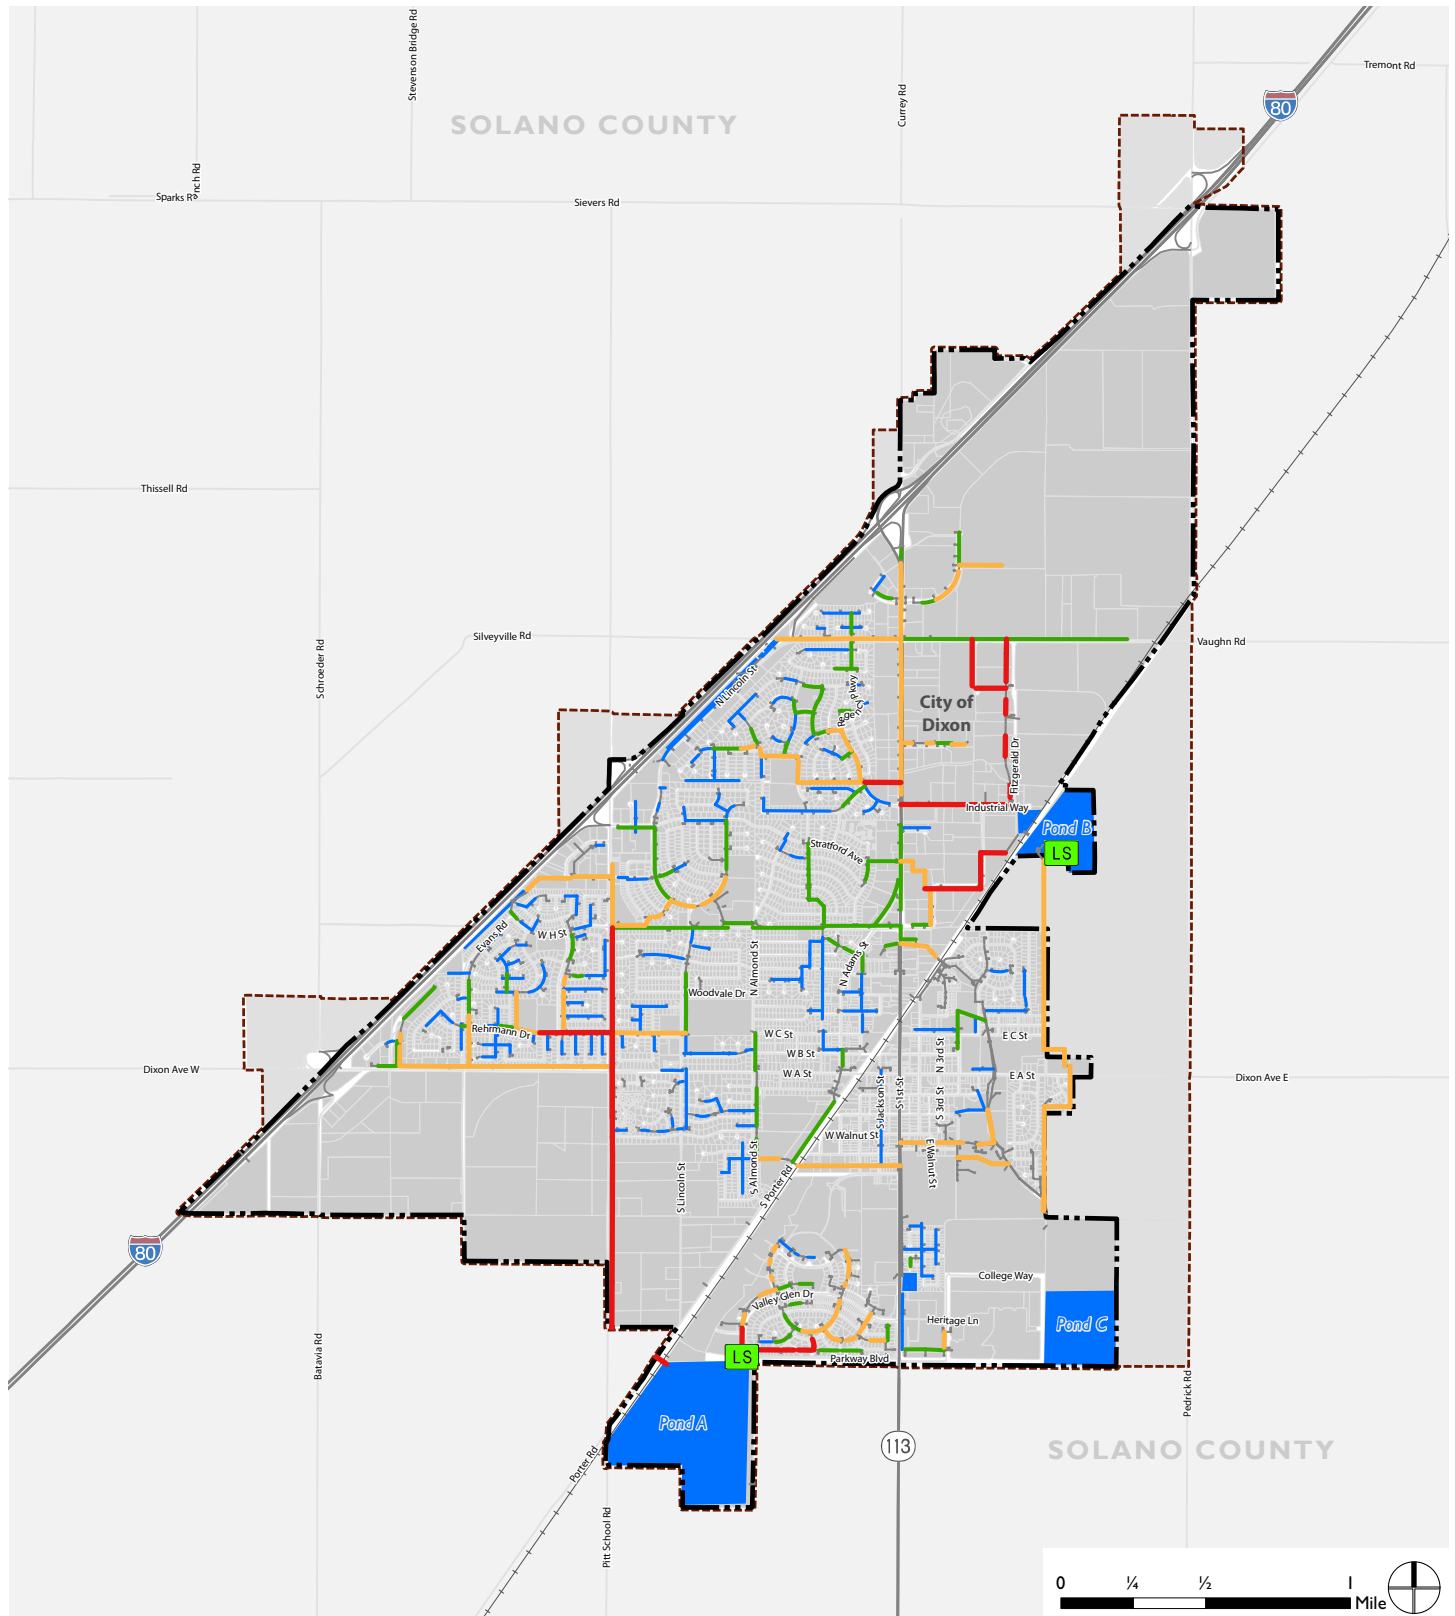 Stevenson Bridge Rd
Currey Rd
Tremont Rd
80
SOLANO COUNTY
nch Rd
Sparks R
Sievers Rd
Thissell Rd
Silveyville Rd
Vaughn Rd
Schroeder Rd
N Lincoln St
Regency Pkwy
City of
Dixon
Fitzgerald Dr
Industrial Way
Pond B
LS
Stratford Ave
Evans Rd
W H St
N Almond St
N Adams St
Woodvale Dr
Rehrmann Dr
W C St
E C St
W B St
N 3rd St
Dixon Ave W
W A St
E A St
Dixon Ave E
S Jackson St
S 1st St
S 3rd St
W Walnut St
E Walnut St
S Lincoln St
S Almond St
S Porter Rd
80
College Way
Valley Glen Dr
Heritage Ln
Pond C
LS
Parkway Blvd
Batavia Rd
Pedrick Rd
Pond A
113
SOLANO COUNTY
Porter Rd
Pitt School Rd
0 ¼ ½ 1
Mile